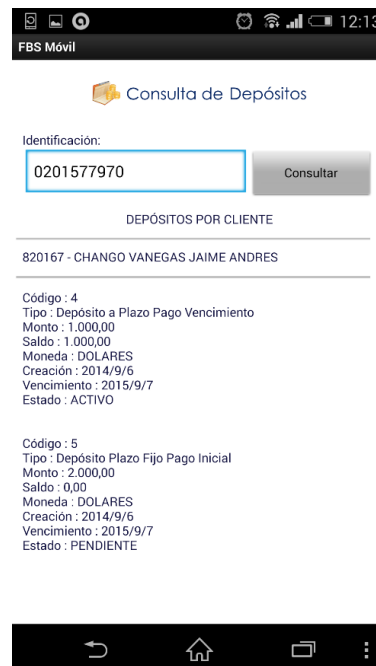 12:13
FBS Móvil
Consulta de Depósitos
Identificación:
0201577970
Consultar
DEPÓSITOS POR CLIENTE
820167 - CHANGO VANEGAS JAIME ANDRES
Código : 4
Tipo : Depósito a Plazo Pago Vencimiento
Monto : 1.000,00
Saldo : 1.000,00
Moneda : DOLARES
Creación : 2014/9/6
Vencimiento : 2015/9/7
Estado : ACTIVO
Código : 5
Tipo : Depósito Plazo Fijo Pago Inicial
Monto : 2.000,00
Saldo : 0,00
Moneda : DOLARES
Creación : 2014/9/6
Vencimiento : 2015/9/7
Estado : PENDIENTE